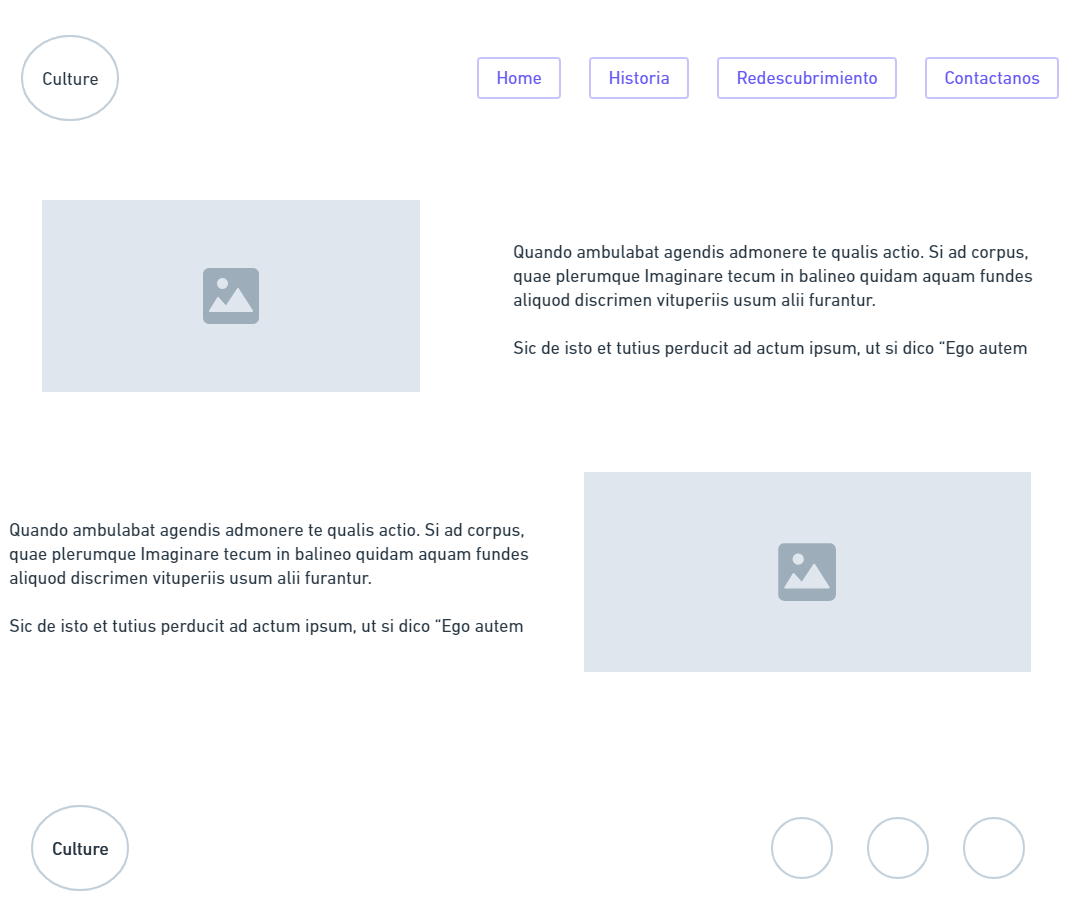 Culture
Home
Historia
Redescubrimiento
Contactanos
Quando ambulabat agendis admonere te qualis actio. Si ad corpus,
quae plerumque Imaginare tecum in balineo quidam aquam fundes
aliquod discrimen vituperiis usum alii furantur.
Sic de isto et tutius perducit ad actum ipsum, ut si dico “Ego autem
Quando ambulabat agendis admonere te qualis actio. Si ad corpus,
quae plerumque Imaginare tecum in balineo quidam aquam fundes
aliquod discrimen vituperiis usum alii furantur.
Sic de isto et tutius perducit ad actum ipsum, ut si dico “Ego autem
Culture